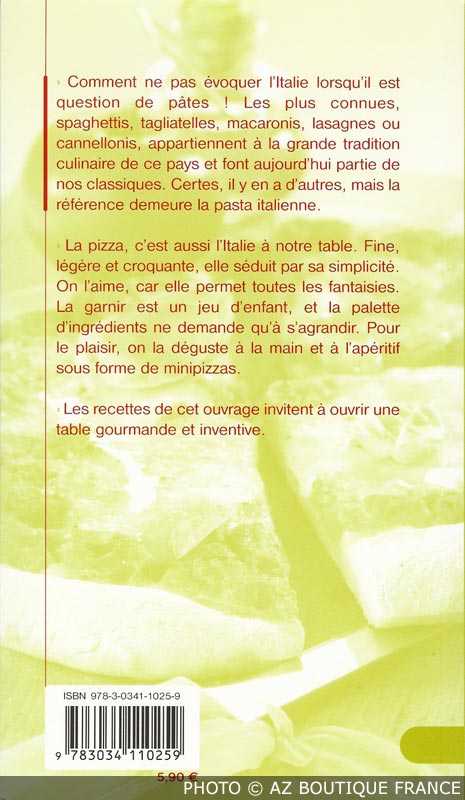 › Comment ne pas évoquer l'Italie lorsqu'il est
question de pâtes ! Les plus connues,
spaghettis, tagliatelles, macaronis, lasagnes ou
cannellonis, appartiennent à la grande tradition
culinaire de ce pays et font aujourd'hui partie de
nos classiques. Certes, il y en a d'autres, mais la
référence demeure la pasta italienne.
› La pizza, c'est aussi l'Italie à notre table. Fine,
légère et croquante, elle séduit par sa simplicité.
On l'aime, car elle permet toutes les fantaisies.
La garnir est un jeu d'enfant, et la palette
d'ingrédients ne demande qu'à s'agrandir. Pour
le plaisir, on la déguste à la main et à l'apéritif
sous forme de minipizzas.
› Les recettes de cet ouvrage invitent à ouvrir une
table gourmande et inventive.
ISBN 978-3-0341-1025-9
9 783034 110259
5,90 €
PHOTO © AZ BOUTIQUE FRANCE